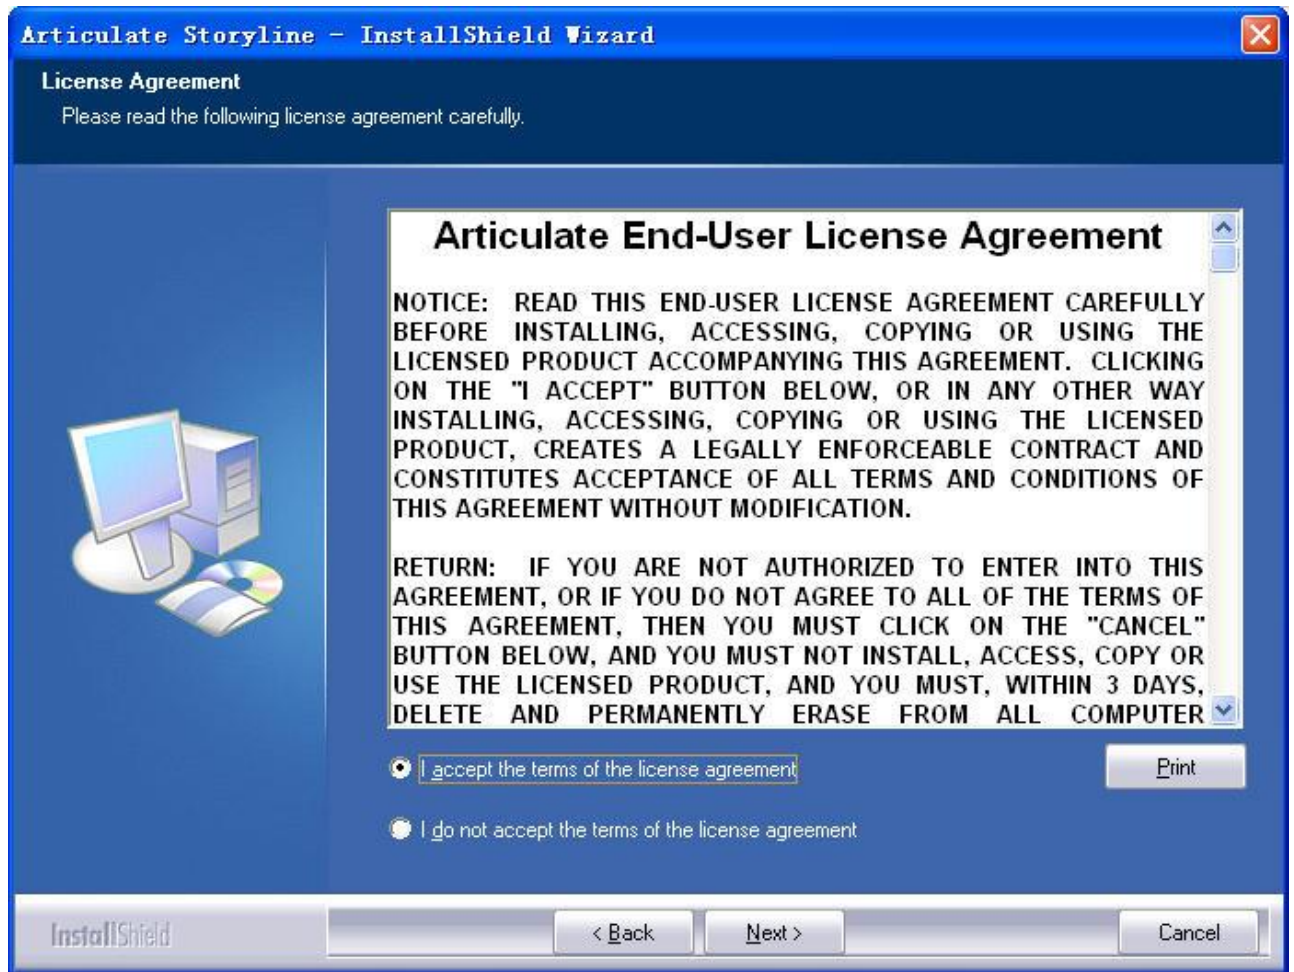 Articulate Storyline - InstallShield Wizard
License Agreement
Please read the following license agreement carefully.
Articulate End-User License Agreement
NOTICE: READ THIS END-USER LICENSE AGREEMENT CAREFULLY
BEFORE INSTALLING, ACCESSING, COPYING OR USING THE
LICENSED PRODUCT ACCOMPANYING THIS AGREEMENT. CLICKING
ON THE "I ACCEPT" BUTTON BELOW, OR IN ANY OTHER WAY
INSTALLING, ACCESSING, COPYING OR USING THE LICENSED
PRODUCT, CREATES A LEGALLY ENFORCEABLE CONTRACT AND
CONSTITUTES ACCEPTANCE OF ALL TERMS AND CONDITIONS OF
THIS AGREEMENT WITHOUT MODIFICATION.
RETURN: IF YOU ARE NOT AUTHORIZED TO ENTER INTO THIS
AGREEMENT, OR IF YOU DO NOT AGREE TO ALL OF THE TERMS OF
THIS AGREEMENT, THEN YOU MUST CLICK ON THE "CANCEL"
BUTTON BELOW, AND YOU MUST NOT INSTALL, ACCESS, COPY OR
USE THE LICENSED PRODUCT, AND YOU MUST, WITHIN 3 DAYS,
DELETE AND PERMANENTLY ERASE FROM ALL COMPUTER
I accept the terms of the license agreement
Print
I do not accept the terms of the license agreement
InstallShield
< Back
Next >
Cancel